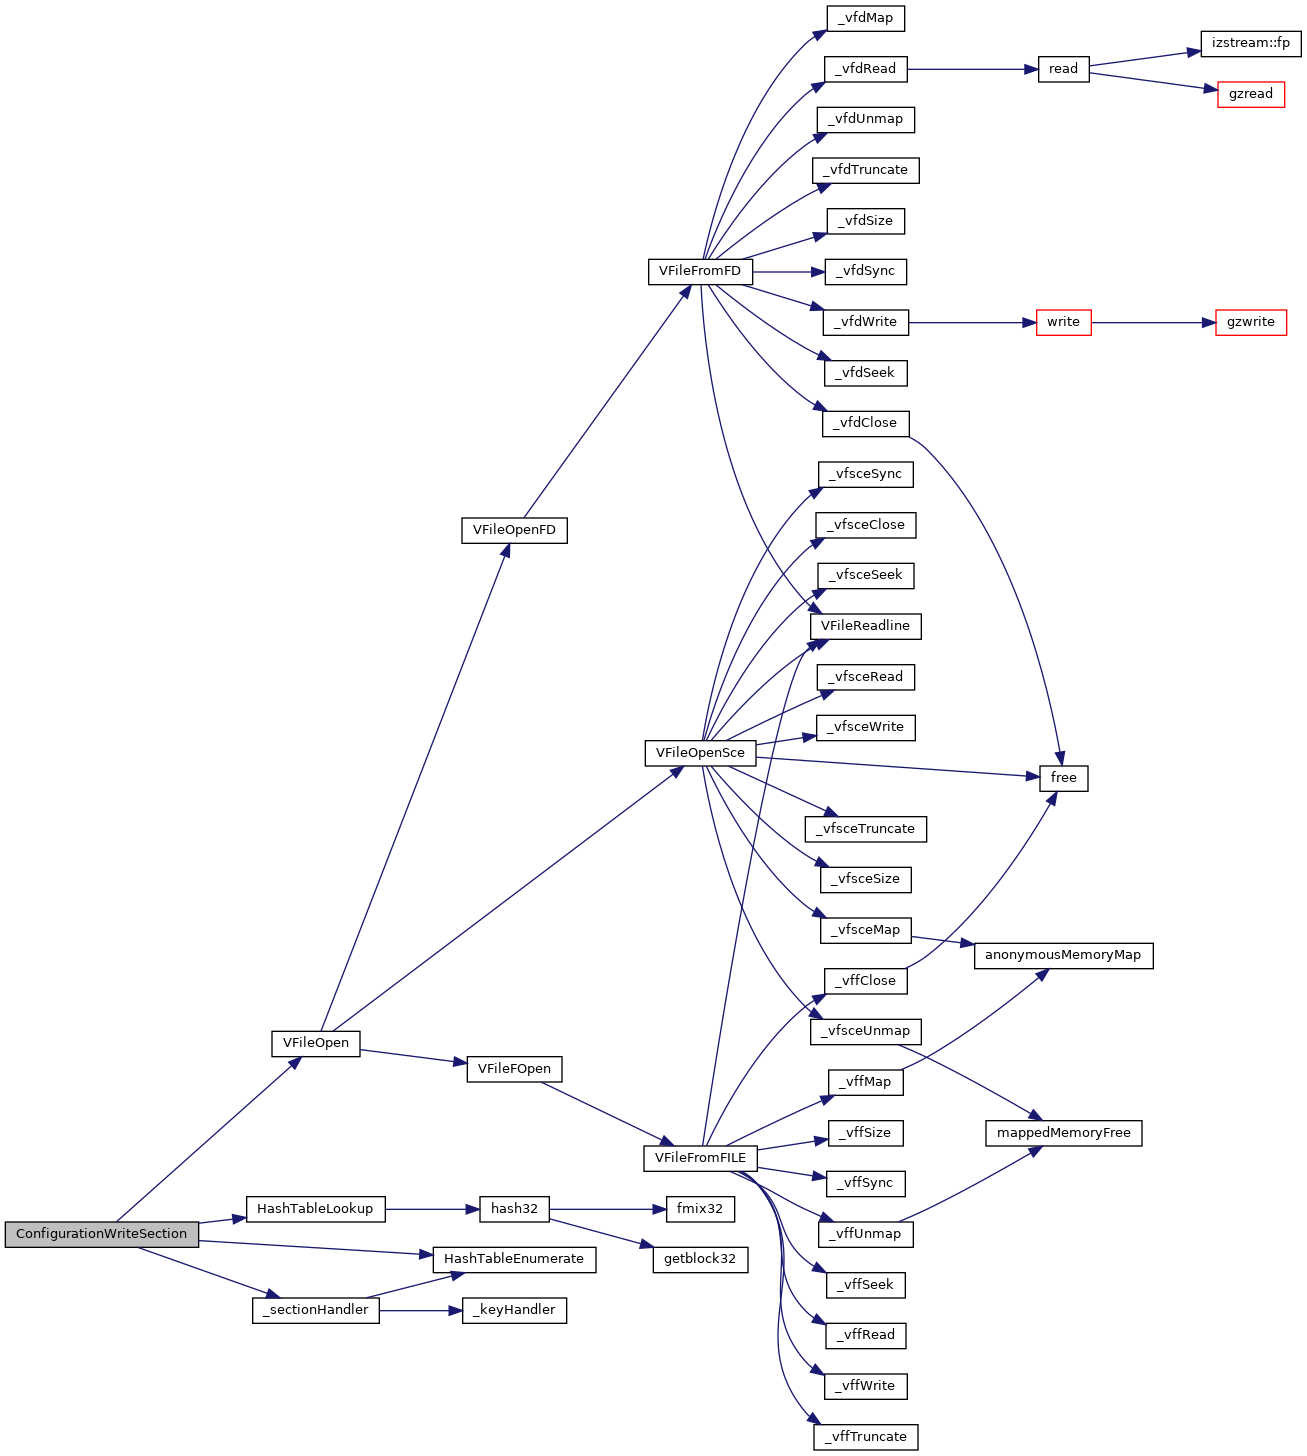 _vfdMap
izstream::fp
_vfdRead
read
gzread
_vfdUnmap
_vfdTruncate
_vfdSize
VFileFromFD
_vfdSync
_vfdWrite
write
gzwrite
_vfdSeek
_vfdClose
_vfsceSync
VFileOpenFD
_vfsceClose
_vfsceSeek
VFileReadline
_vfsceRead
_vfsceWrite
VFileOpenSce
free
_vfsceTruncate
_vfsceSize
_vfsceMap
anonymousMemoryMap
_vffClose
_vfsceUnmap
VFileOpen
VFileFOpen
_vffMap
_vffSize
mappedMemoryFree
VFileFromFILE
_vffSync
HashTableLookup
hash32
fmix32
ConfigurationWriteSection
_vffUnmap
HashTableEnumerate
getblock32
_vffSeek
_sectionHandler
_keyHandler
_vffRead
_vffWrite
_vffTruncate